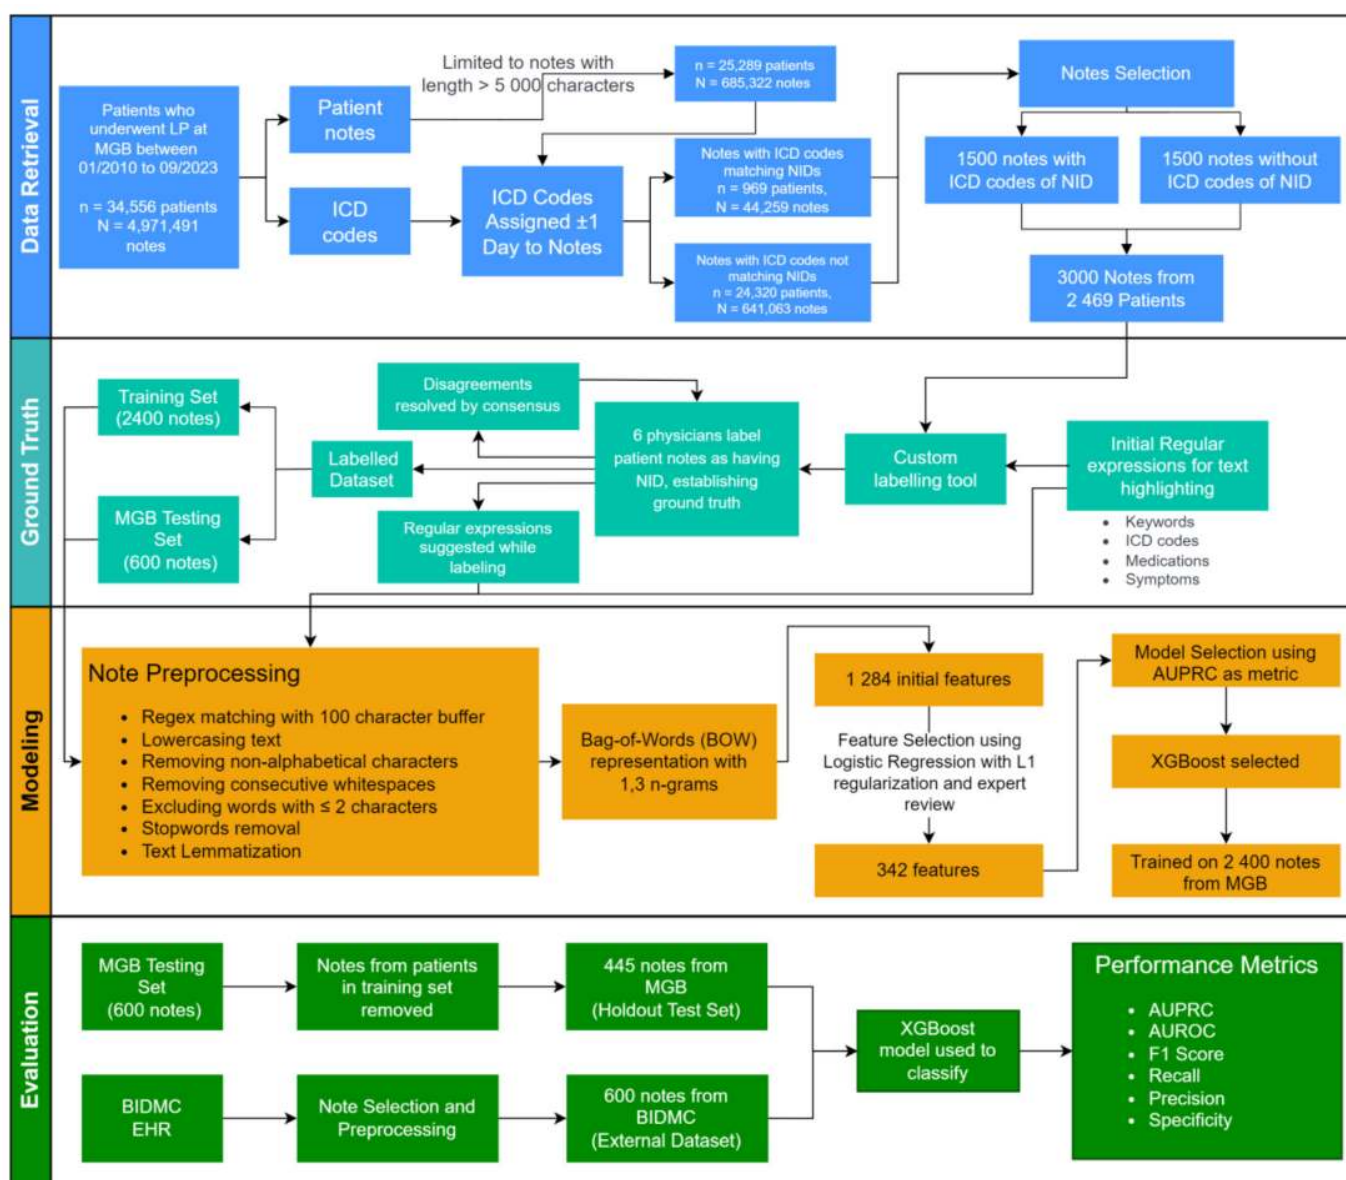 Data Retrieval
Patients who
underwent LP at
MGB between
01/2010 to 09/2023
n = 34,556 patients
N = 4,971,491
notes
Patient
notes
ICD
codes
Limited to notes with
length > 5 000 characters
n = 25,289 patients
N = 685,322 notes
ICD Codes
Assigned ±1
Day to Notes
Notes with ICD codes
matching NIDs
n = 969 patients,
N = 44,259 notes
Notes with ICD codes not
matching NIDs
n = 24,320 patients,
N = 641,063 notes
Notes Selection
1500 notes with
ICD codes of NID
1500 notes without
ICD codes of NID
3000 Notes from
2 469 Patients
Ground Truth
Training Set
(2400 notes)
MGB Testing
Set
(600 notes)
Labelled
Dataset
Disagreements
resolved by consensus
Regular expressions
suggested while
labeling
6 physicians label
patient notes as having
NID, establishing
ground truth
Custom
labelling tool
Initial Regular
expressions for text
highlighting
• Keywords
• ICD codes
• Medications
• Symptoms
Modeling
Note Preprocessing
• Regex matching with 100 character buffer
• Lowercasing text
• Removing non-alphabetical characters
• Removing consecutive whitespaces
• Excluding words with ≤ 2 characters
• Stopwords removal
• Text Lemmatization
Bag-of-Words (BOW)
representation with
1,3 n-grams
1 284 initial features
Feature Selection using
Logistic Regression with L1
regularization and expert
review
342 features
Model Selection using
AUPRC as metric
XGBoost selected
Trained on 2 400 notes
from MGB
Evaluation
MGB Testing
Set
(600 notes)
Notes from patients
in training set
removed
445 notes from
MGB
(Holdout Test Set)
BIDMC
EHR
Note Selection and
Preprocessing
600 notes from
BIDMC
(External Dataset)
XGBoost
model used to
classify
Performance Metrics
• AUPRC
• AUROC
• F1 Score
• Recall
• Precision
• Specificity